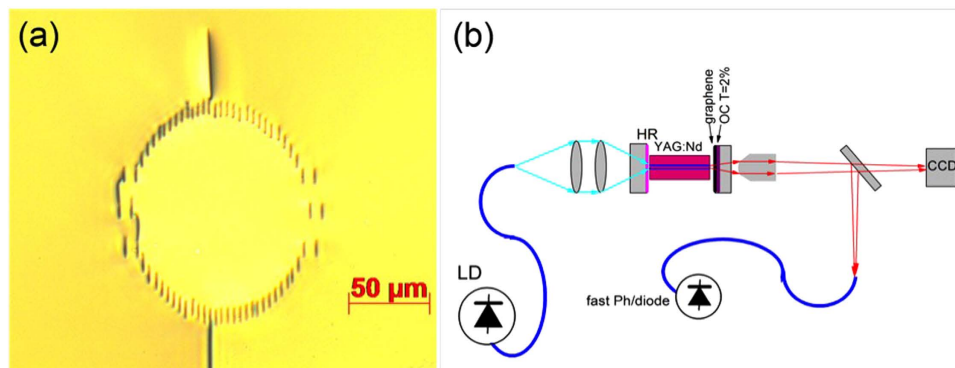 (a)
50 µm
(b)
graphene
OC T=2%
HR
YAG:Nd
CCD
LD
fast Ph/diode